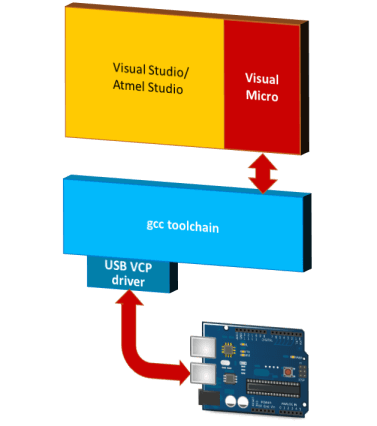 Visual Studio/
Atmel Studio
Visual
Micro
gcc toolchain
USB VCP
driver